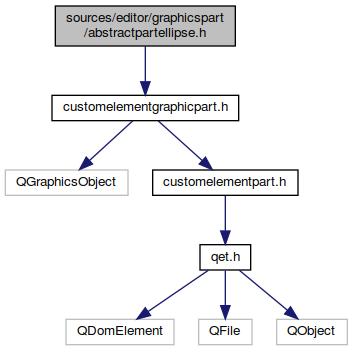 sources/editor/graphicspart
/abstractpartellipse.h
customelementgraphicpart.h
QGraphicsObject
customelementpart.h
qet.h
QDomElement
QFile
QObject